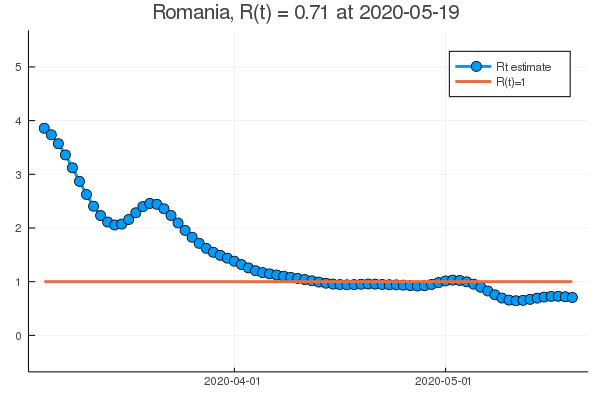 Romania, R(t) = 0.71 at 2020-05-19
5
4
3
2
1
0
Rt estimate
R(t)=1
2020-04-01
2020-05-01